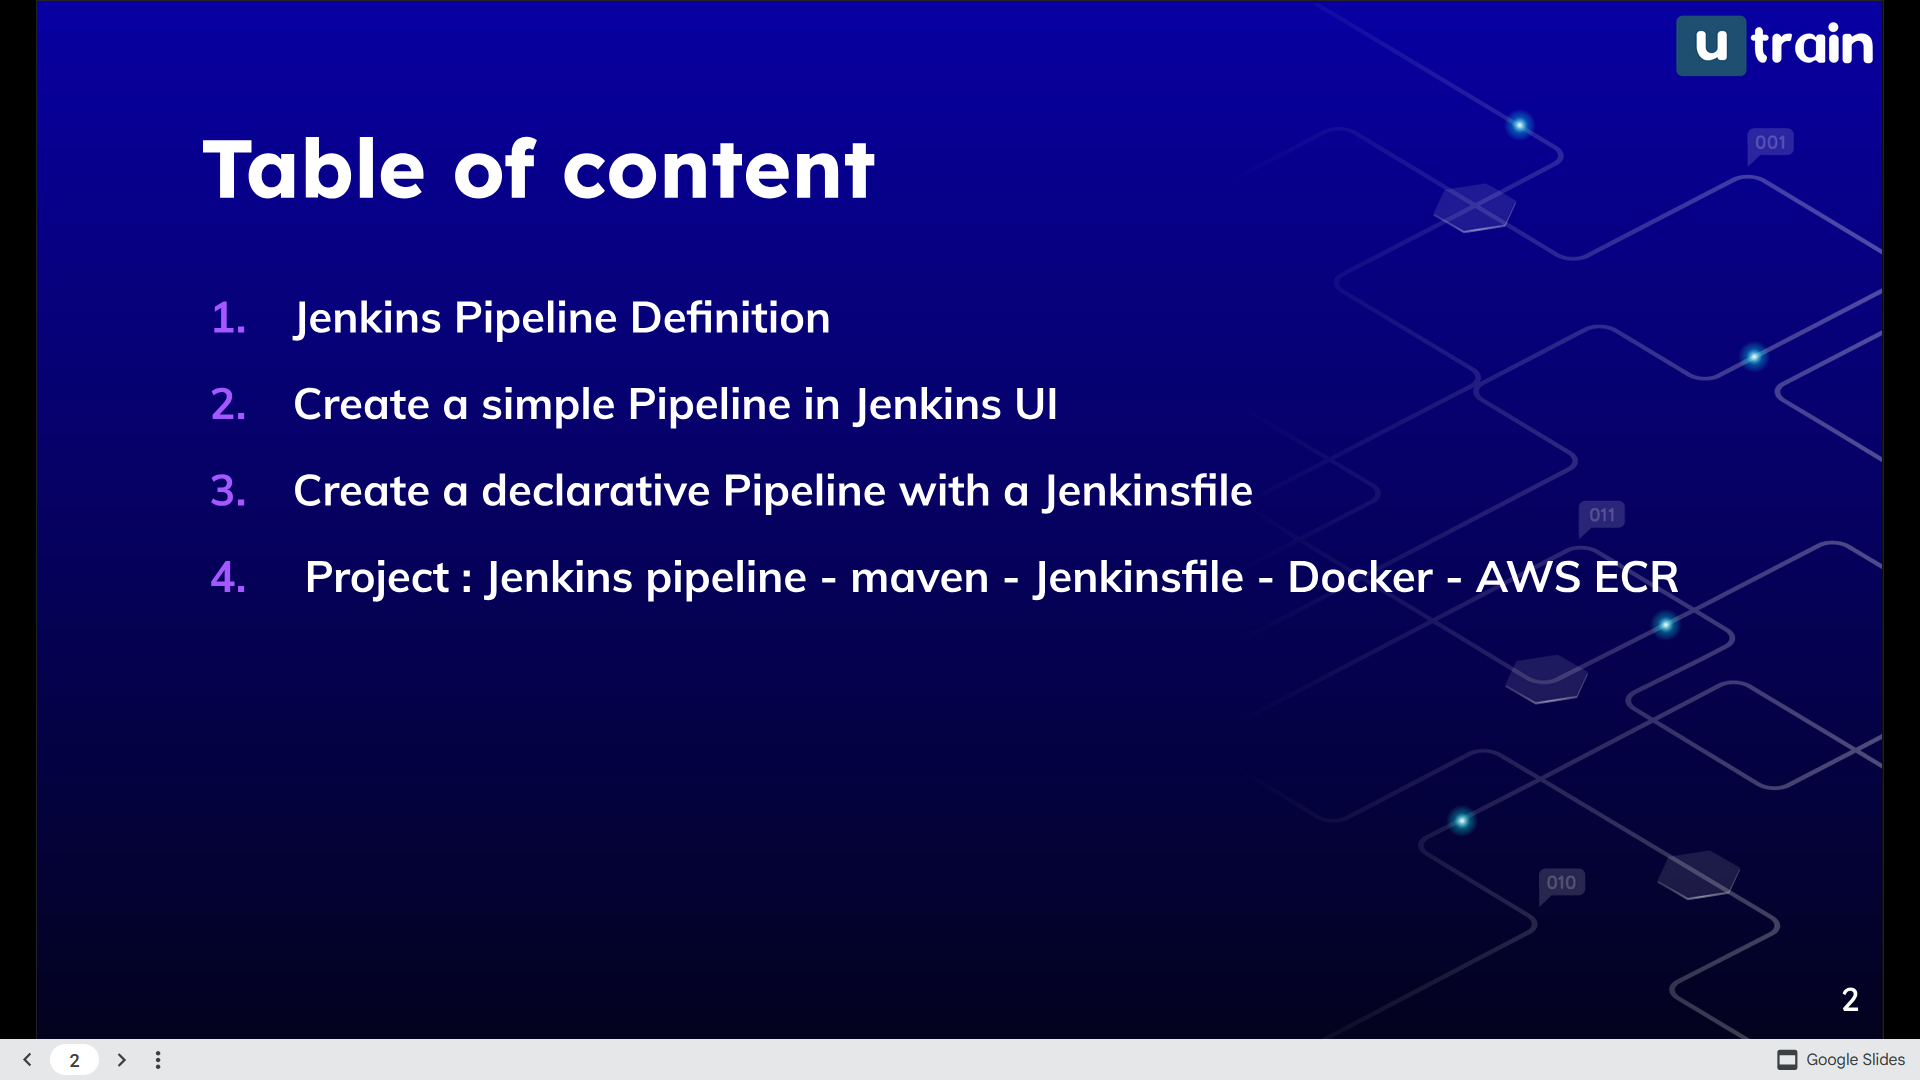 u train
Table of content
001
1. Jenkins Pipeline Definition
2. Create a simple Pipeline in Jenkins UI
3. Create a declarative Pipeline with a Jenkinsfile
011
4. Project : Jenkins pipeline - maven - Jenkinsfile - Docker - AWS ECR
010
2
2
Google Slides